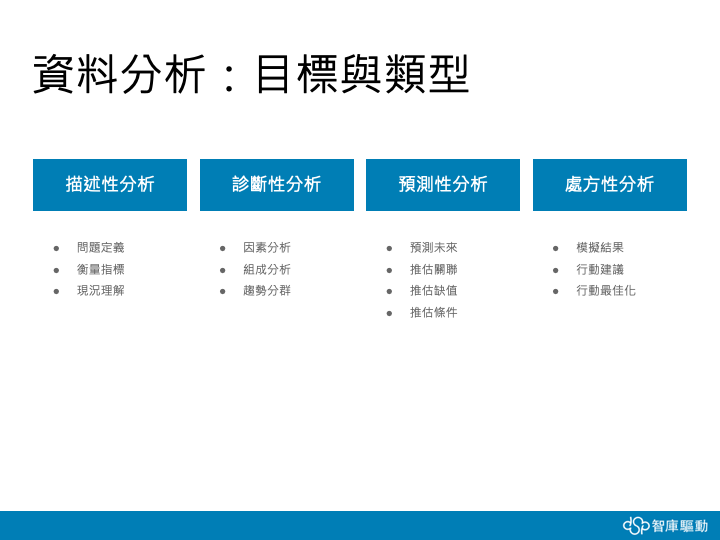 資料分析：目標與類型
描述性分析
● 問題定義
● 衡量指標
● 現況理解
診斷性分析
● 因素分析
● 組成分析
● 趨勢分群
預測性分析
● 預測未來
● 推估關聯
● 推估缺值
● 推估條件
處方性分析
● 模擬結果
● 行動建議
● 行動最佳化
dSp智庫驅動